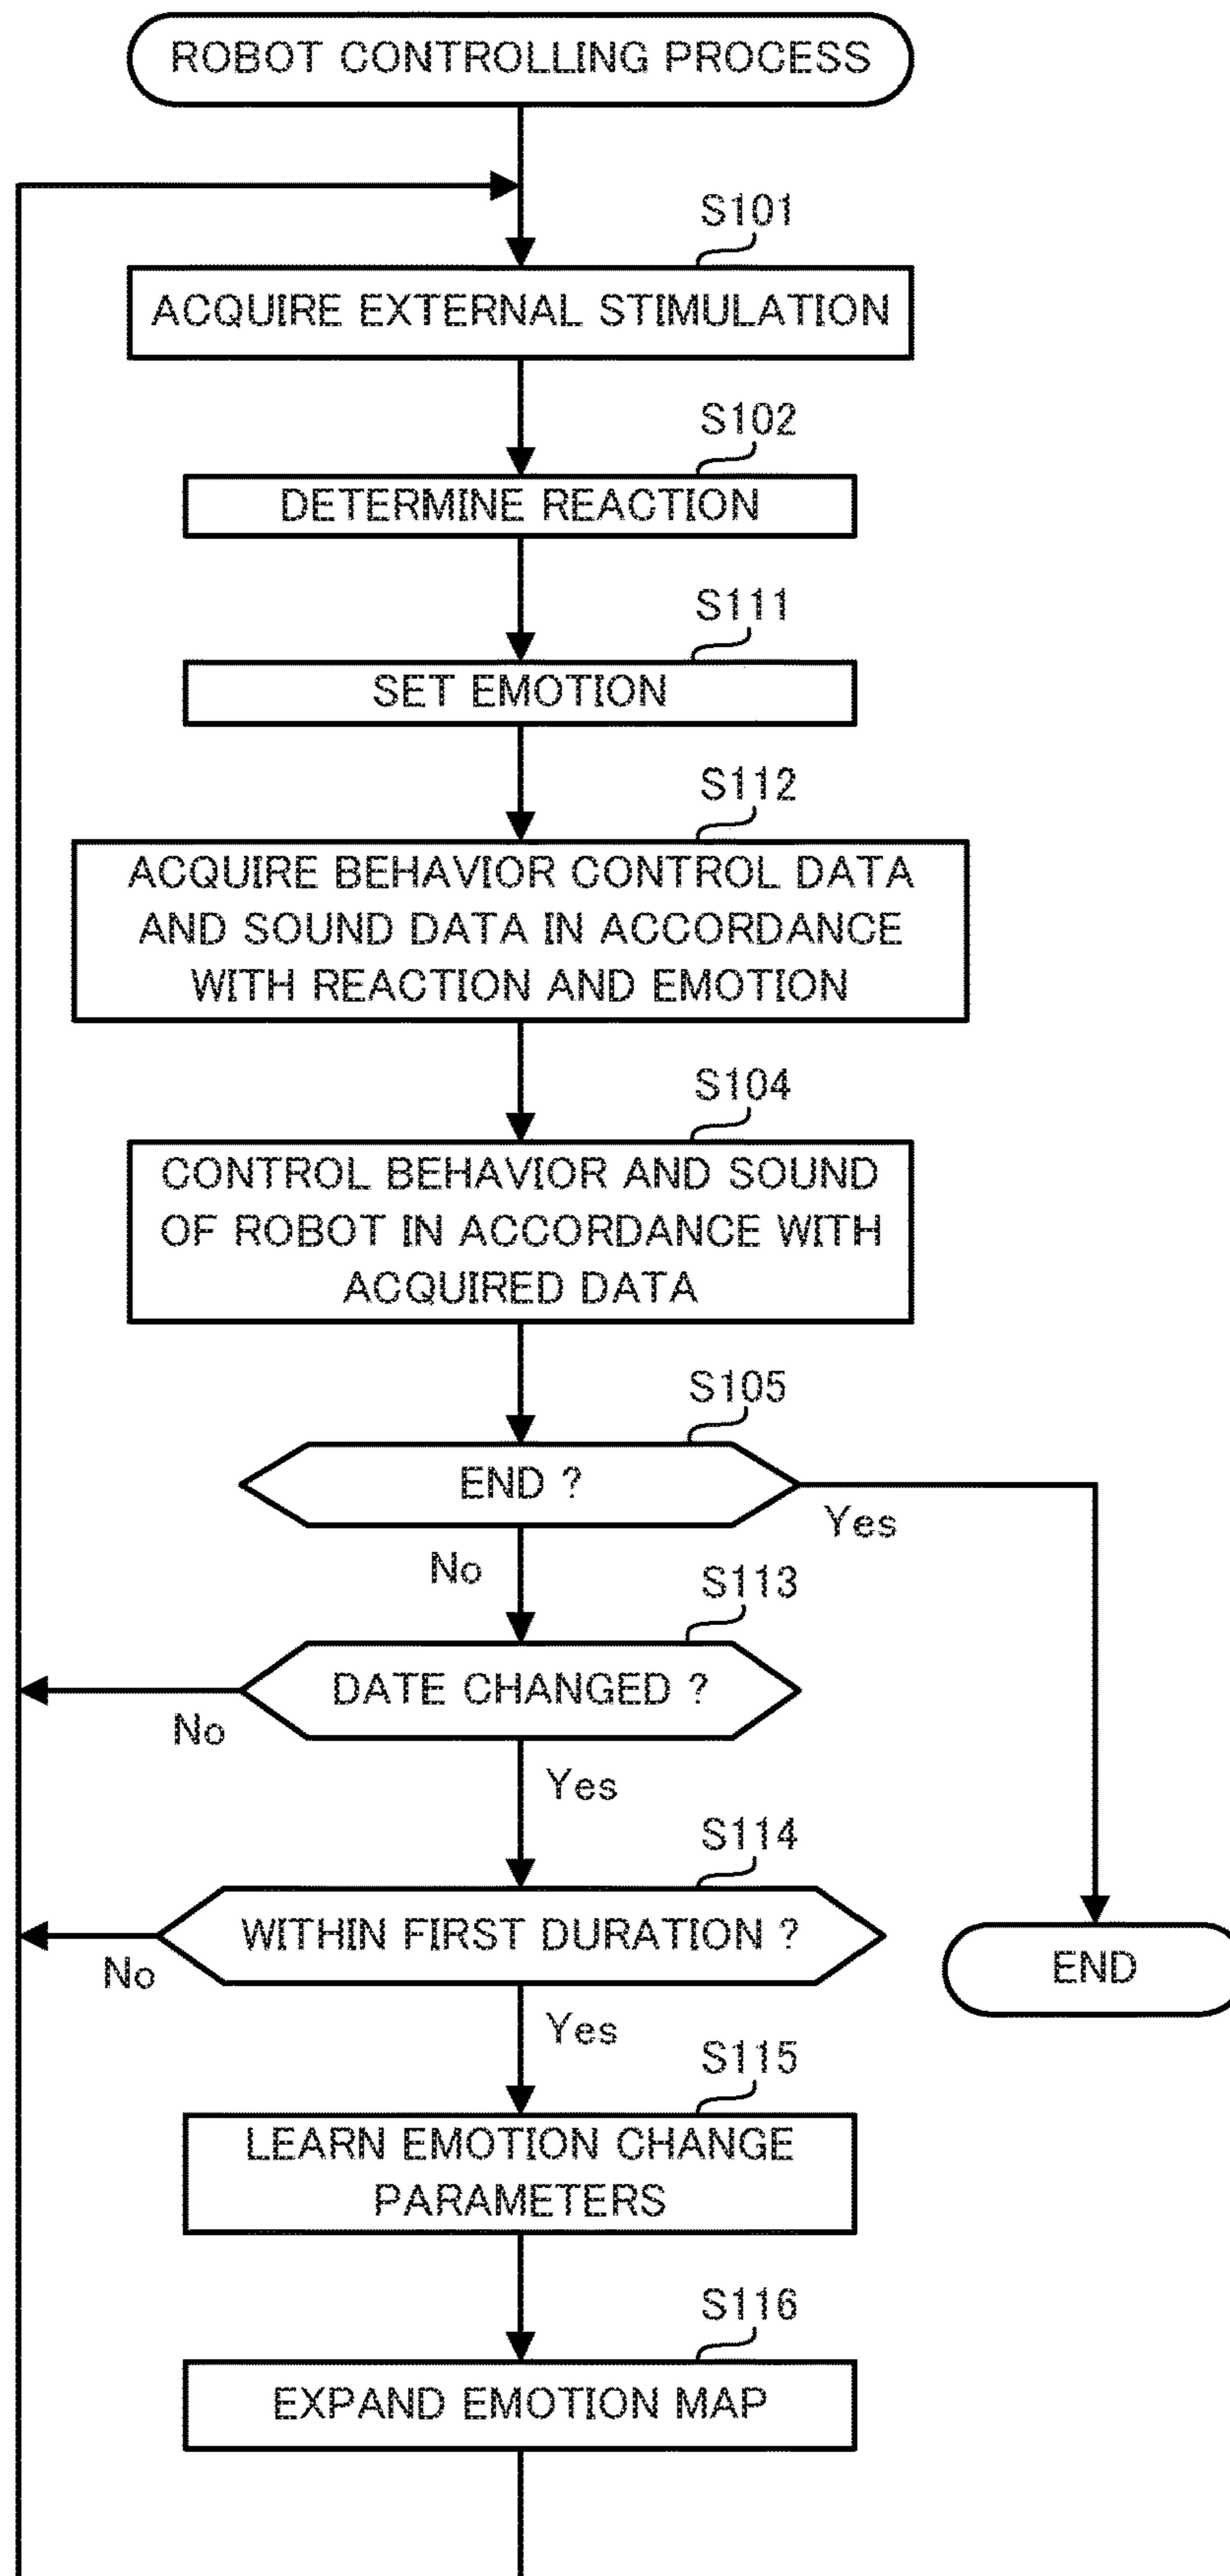 ROBOT CONTROLLING PROCESS
S101
ACQUIRE EXTERNAL STIMULATION
S102
DETERMINE REACTION
S111
SET EMOTION
S112
ACQUIRE BEHAVIOR CONTROL DATA
AND SOUND DATA IN ACCORDANCE
WITH REACTION AND EMOTION
S104
CONTROL BEHAVIOR AND SOUND
OF ROBOT IN ACCORDANCE WITH
ACQUIRED DATA
S105
END ?
Yes
No
S113
DATE CHANGED ?
No
Yes
S114
WITHIN FIRST DURATION ?
END
No
Yes
S115
LEARN EMOTION CHANGE
PARAMETERS
S116
EXPAND EMOTION MAP